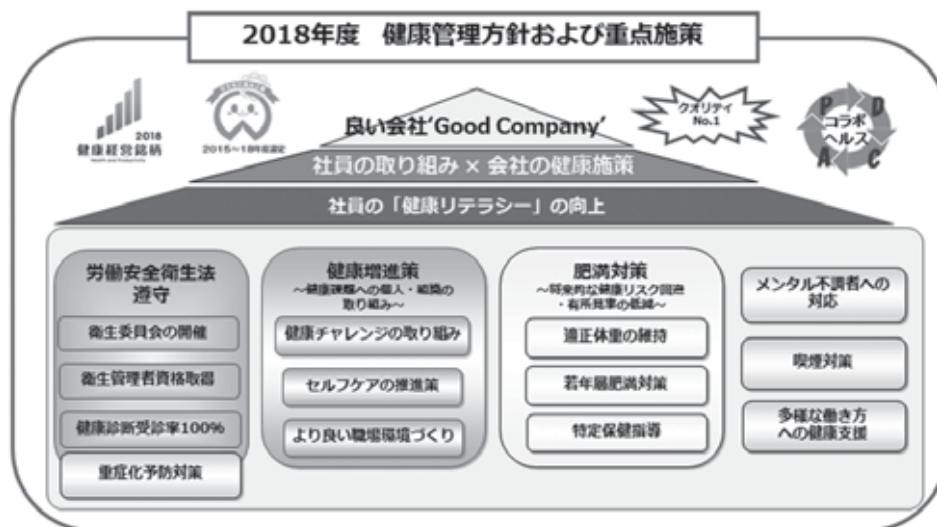 2018年度 健康管理方針および重点施策
2018
健康経営銘柄
Health and Productivity
2015～18年度認定
クオリティ
No.1
P D
コラボ
ヘルス
A C
良い会社‘Good Company’
社員の取り組み × 会社の健康施策
社員の「健康リテラシー」の向上
労働安全衛生法
遵守
衛生委員会の開催
衛生管理者資格取得
健康診断受診率100%
重症化予防対策
健康増進策
～健康課題への個人・組織の
取り組み～
健康チャレンジの取り組み
セルフケアの推進策
より良い職場環境づくり
肥満対策
～将来的な健康リスク回避
・有所見率の低減～
適正体重の維持
若年層肥満対策
特定保健指導
メンタル不調者への
対応
喫煙対策
多様な働き方
への健康支援